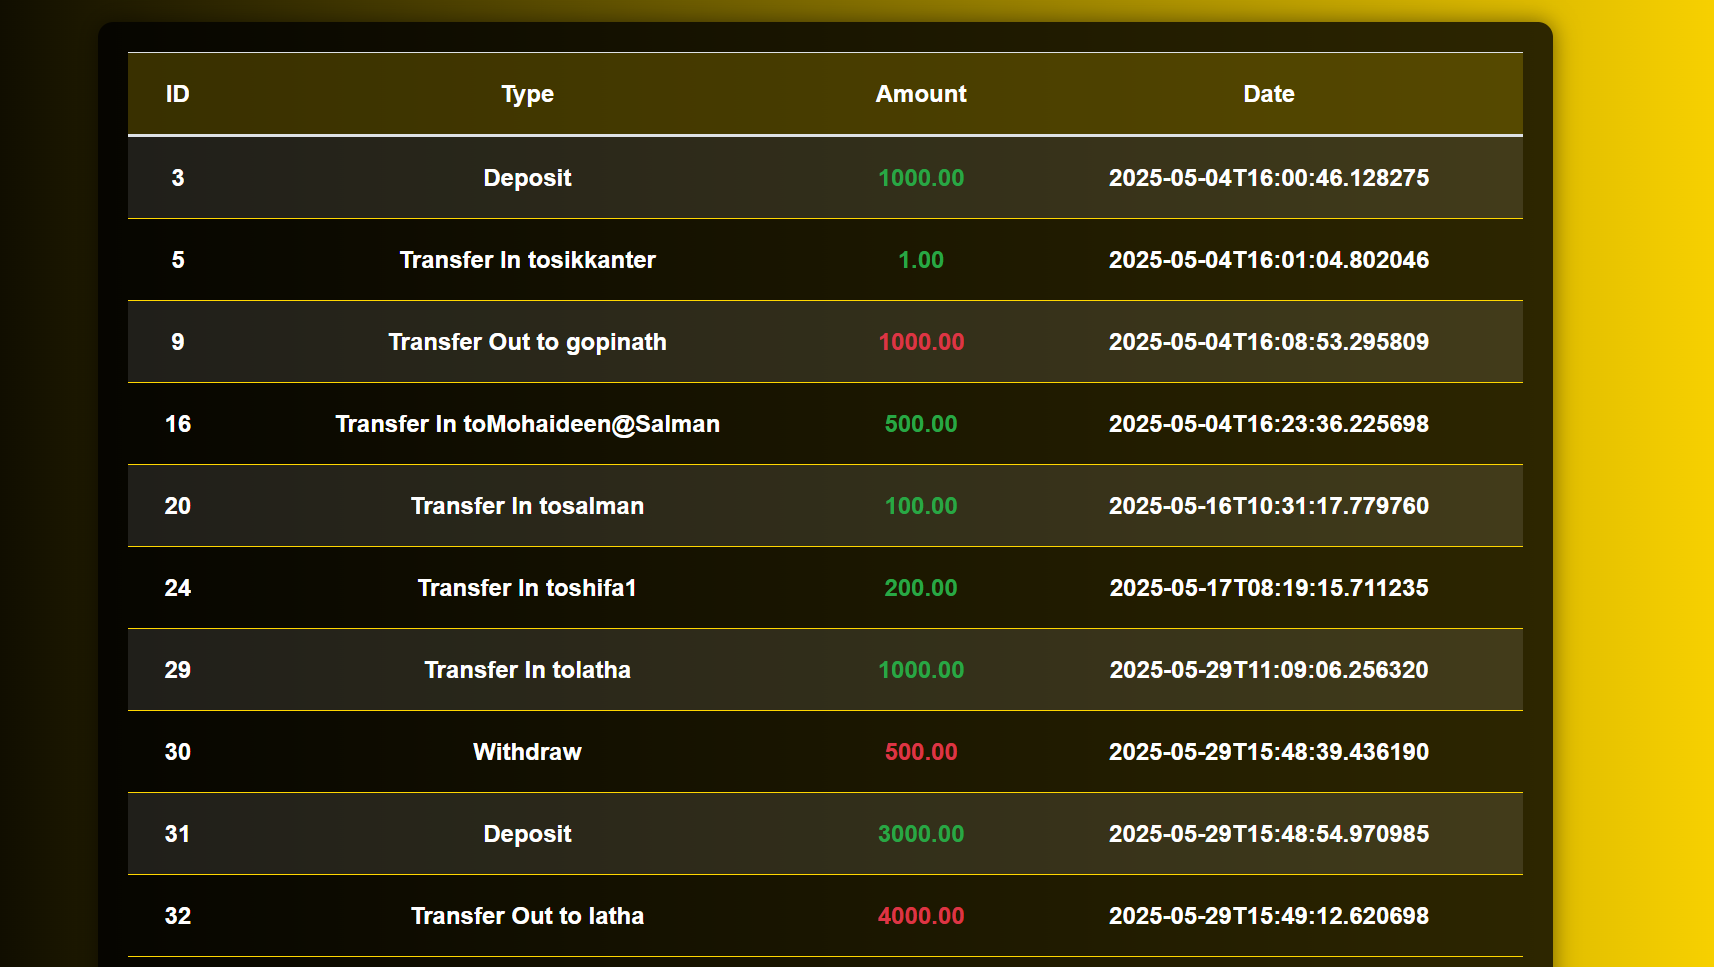 ID Type Amount Date
3 Deposit 1000.00 2025-05-04T16:00:46.128275
5 Transfer In tosikkanter 1.00 2025-05-04T16:01:04.802046
9 Transfer Out to gopinath 1000.00 2025-05-04T16:08:53.295809
16 Transfer In toMohaideen@Salman 500.00 2025-05-04T16:23:36.225698
20 Transfer In tosalman 100.00 2025-05-16T10:31:17.779760
24 Transfer In toshifa1 200.00 2025-05-17T08:19:15.711235
29 Transfer In tolatha 1000.00 2025-05-29T11:09:06.256320
30 Withdraw 500.00 2025-05-29T15:48:39.436190
31 Deposit 3000.00 2025-05-29T15:48:54.970985
32 Transfer Out to latha 4000.00 2025-05-29T15:49:12.620698